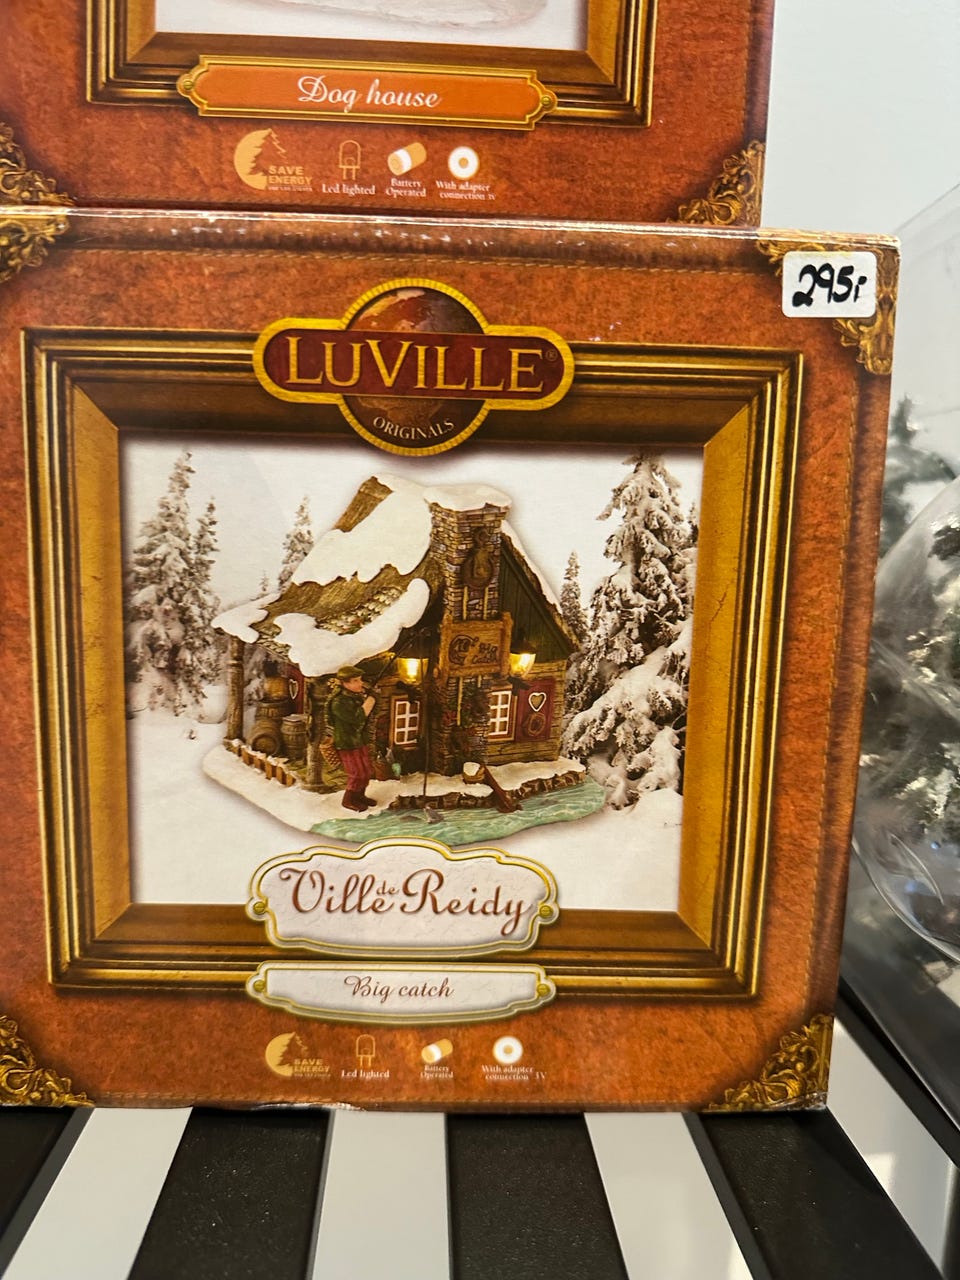 Dog house
SAVE
ENERGY
Led lighted
Battery
Operated
With adapter
connection
295;
LUVILLE®
ORIGINALS
Big
Catch
Ville de Reidy
Big catch
SAVE
ENERGY
Led lighted
Battery
Operated
With adapter
connection 3V